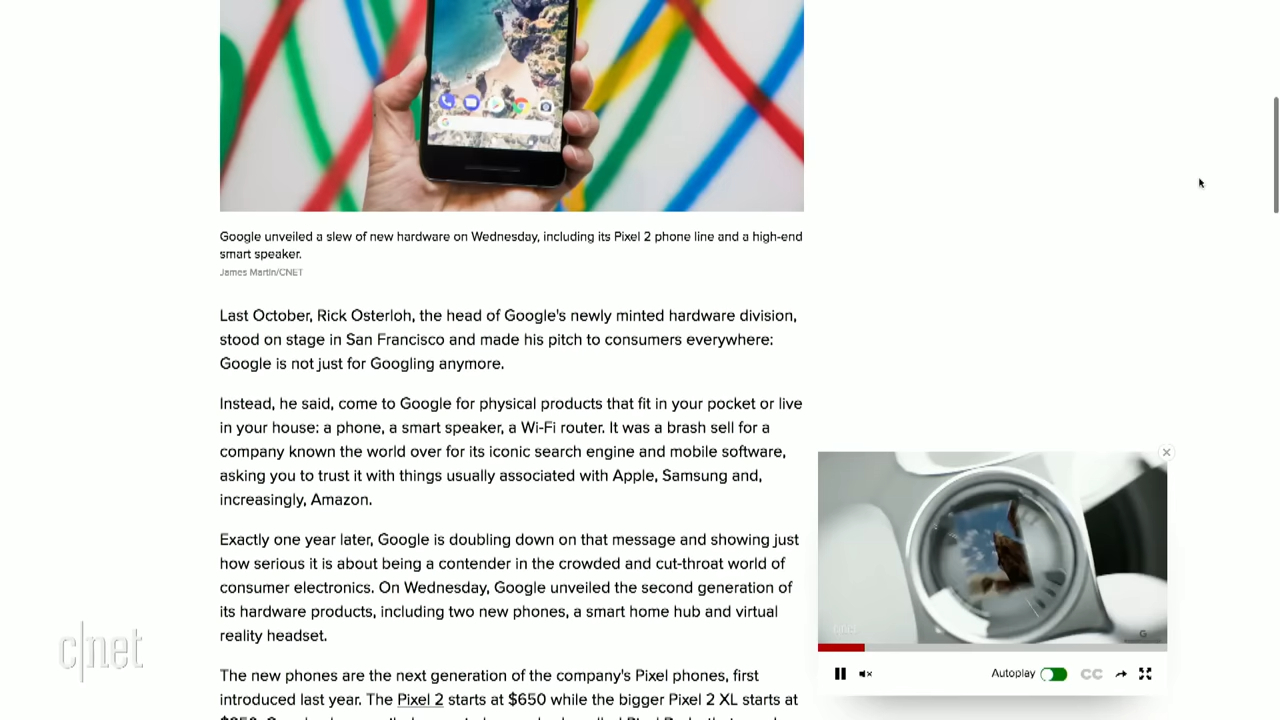 Google unveiled a slew of new hardware on Wednesday, including its Pixel 2 phone line and a high-end
smart speaker.
James Martin/CNET
Last October, Rick Osterloh, the head of Google's newly minted hardware division,
stood on stage in San Francisco and made his pitch to consumers everywhere:
Google is not just for Googling anymore.
Instead, he said, come to Google for physical products that fit in your pocket or live
in your house: a phone, a smart speaker, a Wi-Fi router. It was a brash sell for a
company known the world over for its iconic search engine and mobile software,
asking you to trust it with things usually associated with Apple, Samsung and,
increasingly, Amazon.
Exactly one year later, Google is doubling down on that message and showing just
how serious it is about being a contender in the crowded and cut-throat world of
consumer electronics. On Wednesday, Google unveiled the second generation of
its hardware products, including two new phones, a smart home hub and virtual
reality headset.
The new phones are the next generation of the company's Pixel phones, first
introduced last year. The Pixel 2 starts at $650 while the bigger Pixel 2 XL starts at
Autoplay
CC
c|net